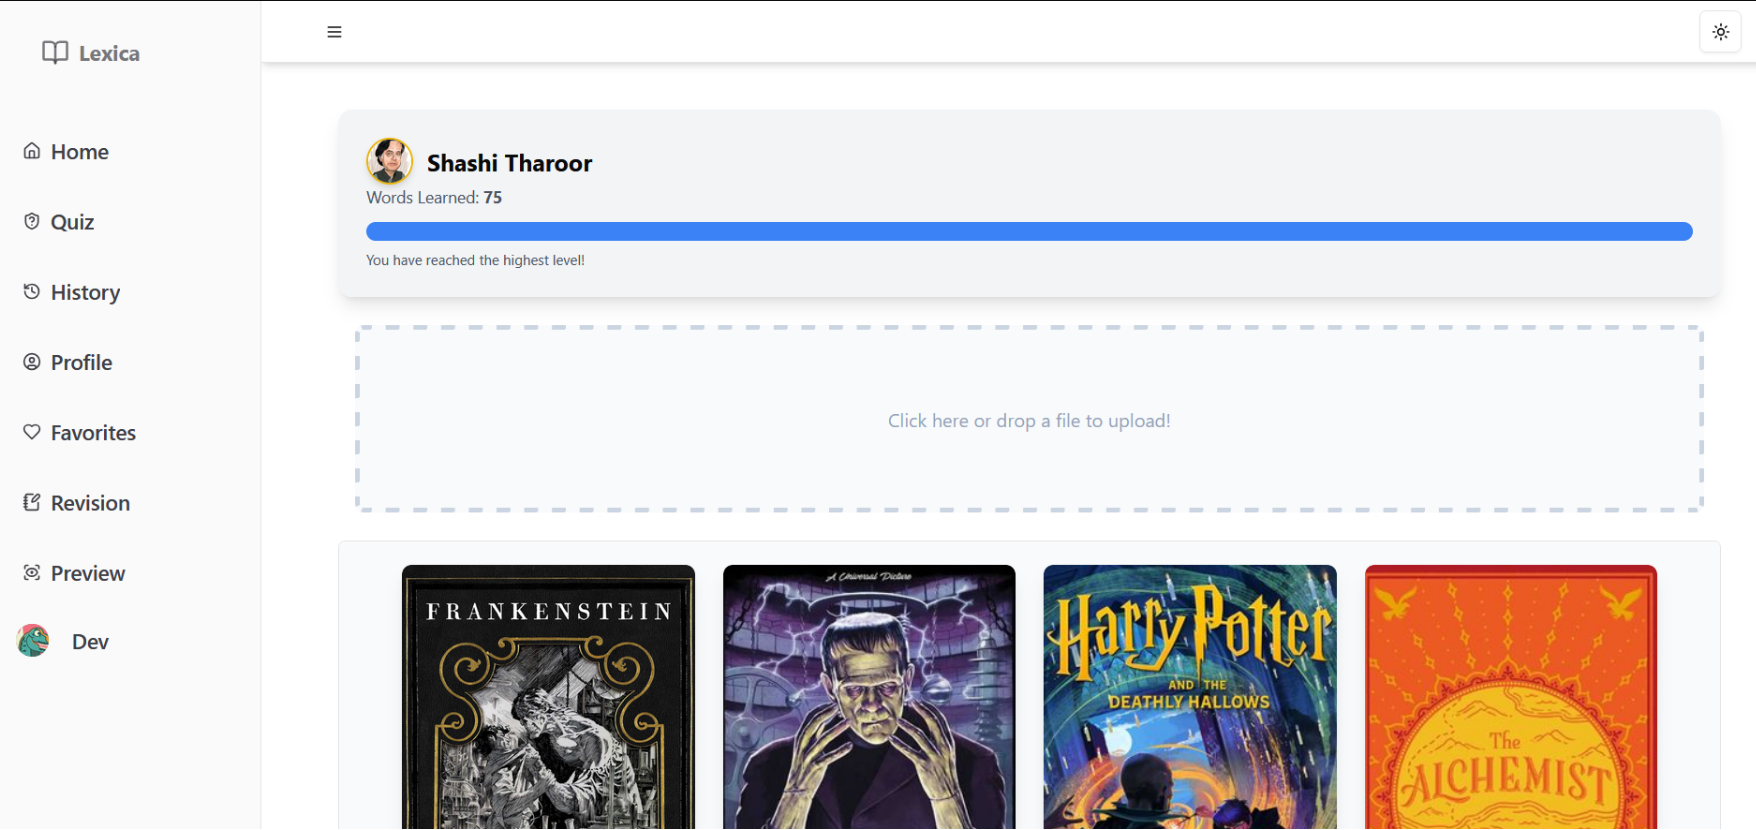 Lexica
Home
Quiz
History
Profile
Favorites
Revision
Preview
Dev
Shashi Tharoor
Words Learned: 75
You have reached the highest level!
Click here or drop a file to upload!
FRANKENSTEIN
A Universal Picture
Harry Potter
AND THE
DEATHLY HALLOWS
The
ALCHEMIST